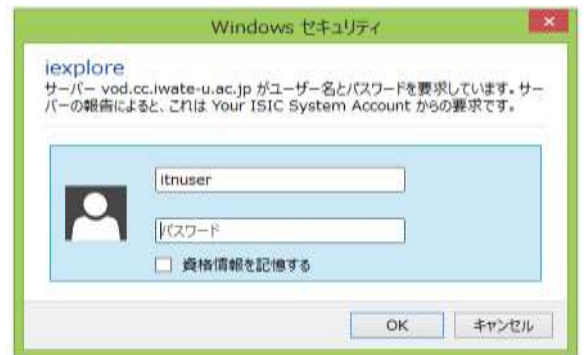 Windows セキュリティ
iexplore
サーバー vod.cc.iwate-u.ac.jp がユーザー名とパスワードを要求しています。サー
バーの報告によると、これは Your ISIC System Account からの要求です。
itnuser
パスワード
資格情報を記憶する
OK キャンセル